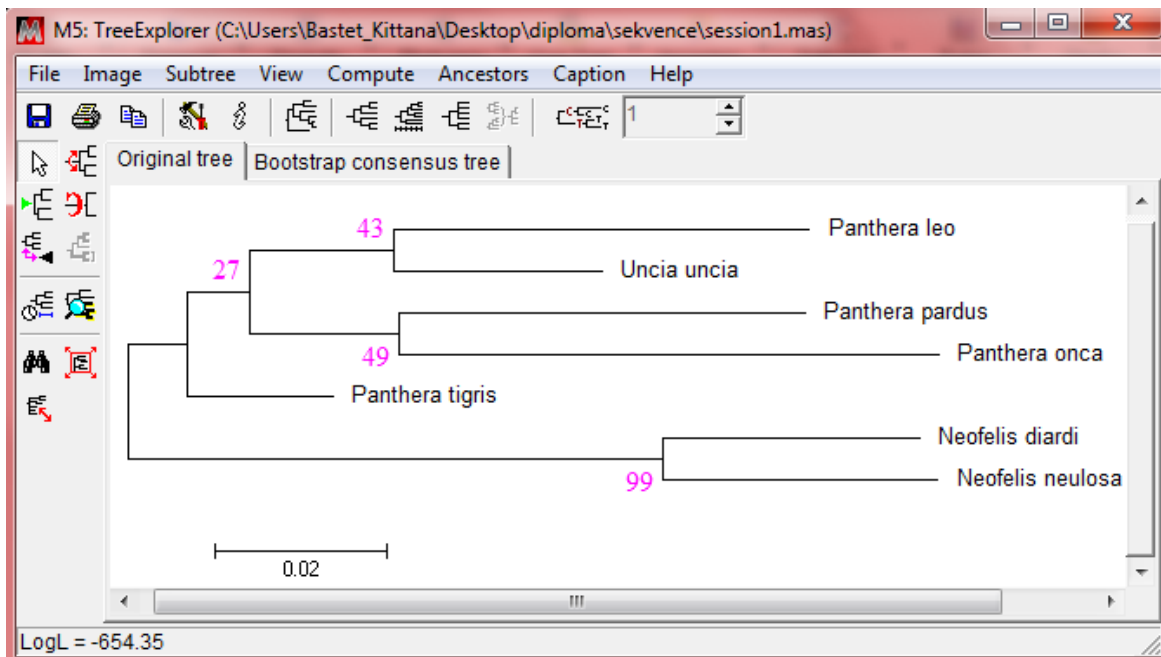 M5: TreeExplorer (C:\Users\Bastet_Kittana\Desktop\diploma\sekvence\session1.mas)
File Image Subtree View Compute Ancestors Caption Help
1
Original tree Bootstrap consensus tree
43 Panthera leo
27 Uncia uncia
Panthera pardus
49 Panthera onca
Panthera tigris
Neofelis diardi
99 Neofelis neulosa
0.02
LogL = -654.35